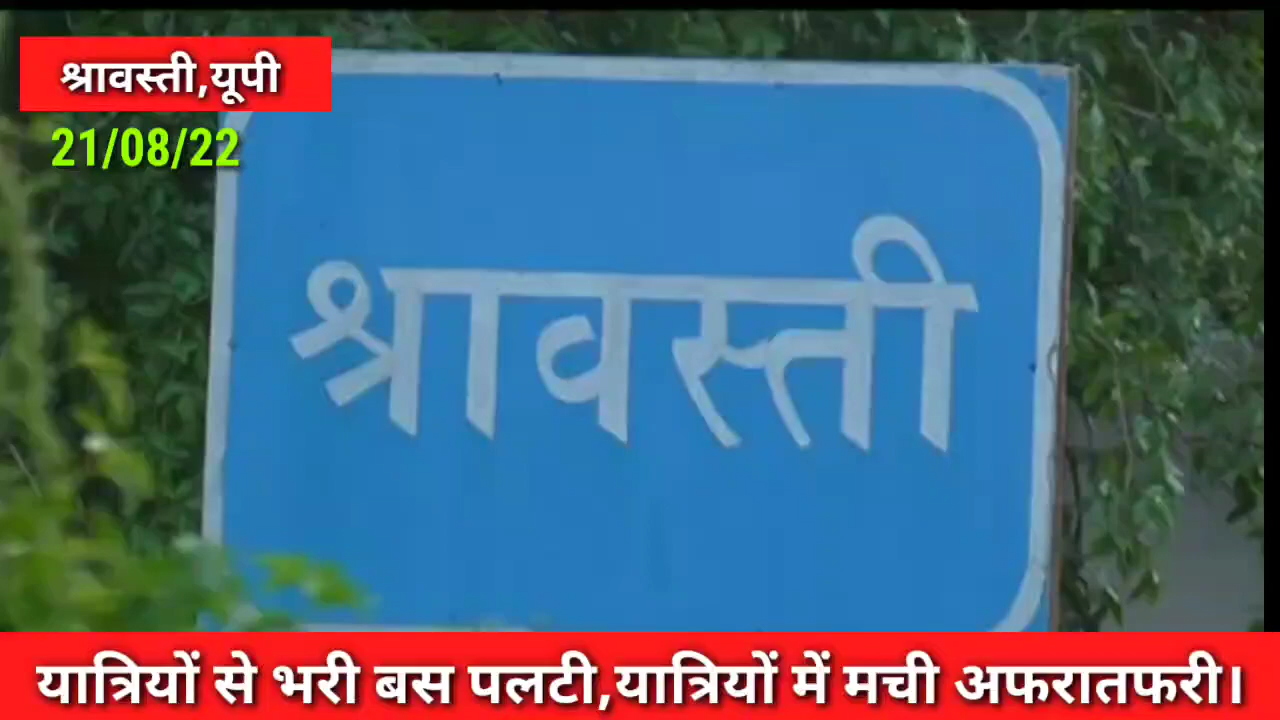 श्रावस्ती,यूपी
21/08/22
श्रावस्ती
यात्रियों से भरी बस पलटी,यात्रियों में मची अफरातफरी।